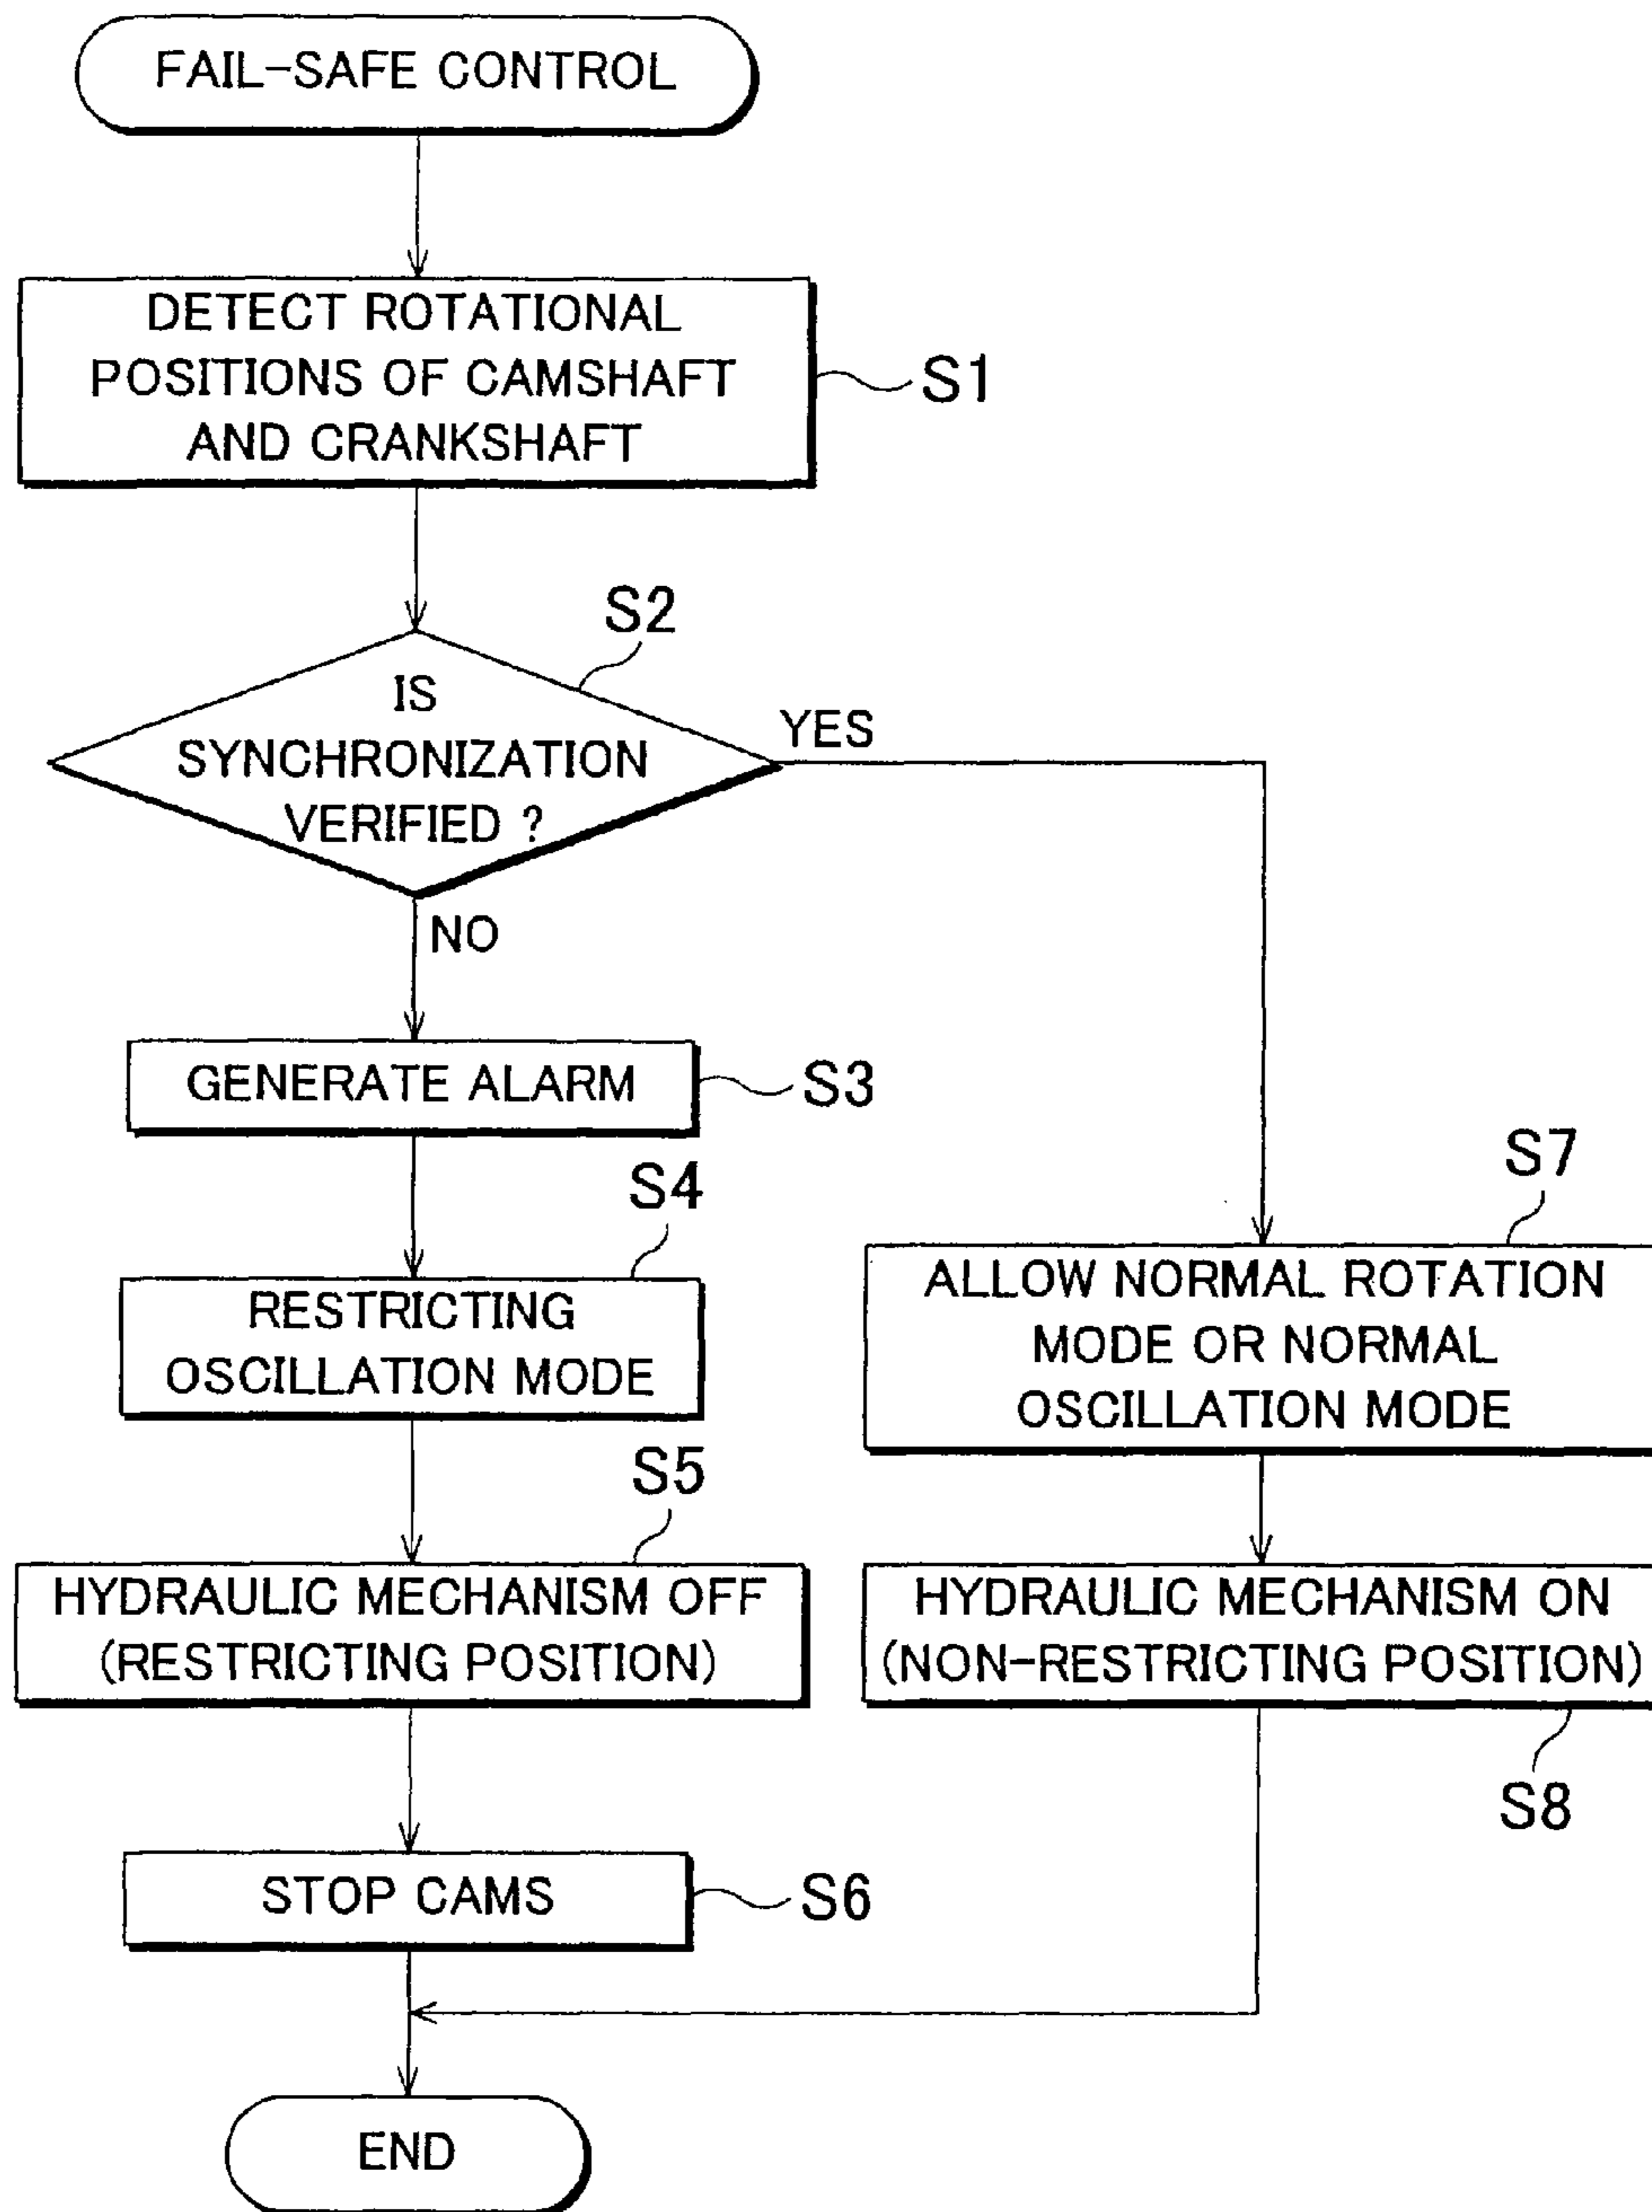 FAIL-SAFE CONTROL
DETECT ROTATIONAL
POSITIONS OF CAMSHAFT
AND CRANKSHAFT
S1
S2
IS
SYNCHRONIZATION
VERIFIED ?
YES
NO
GENERATE ALARM
S3
S4
RESTRICTING
OSCILLATION MODE
S5
HYDRAULIC MECHANISM OFF
(RESTRICTING POSITION)
STOP CAMS
S6
S7
ALLOW NORMAL ROTATION
MODE OR NORMAL
OSCILLATION MODE
HYDRAULIC MECHANISM ON
(NON-RESTRICTING POSITION)
S8
END